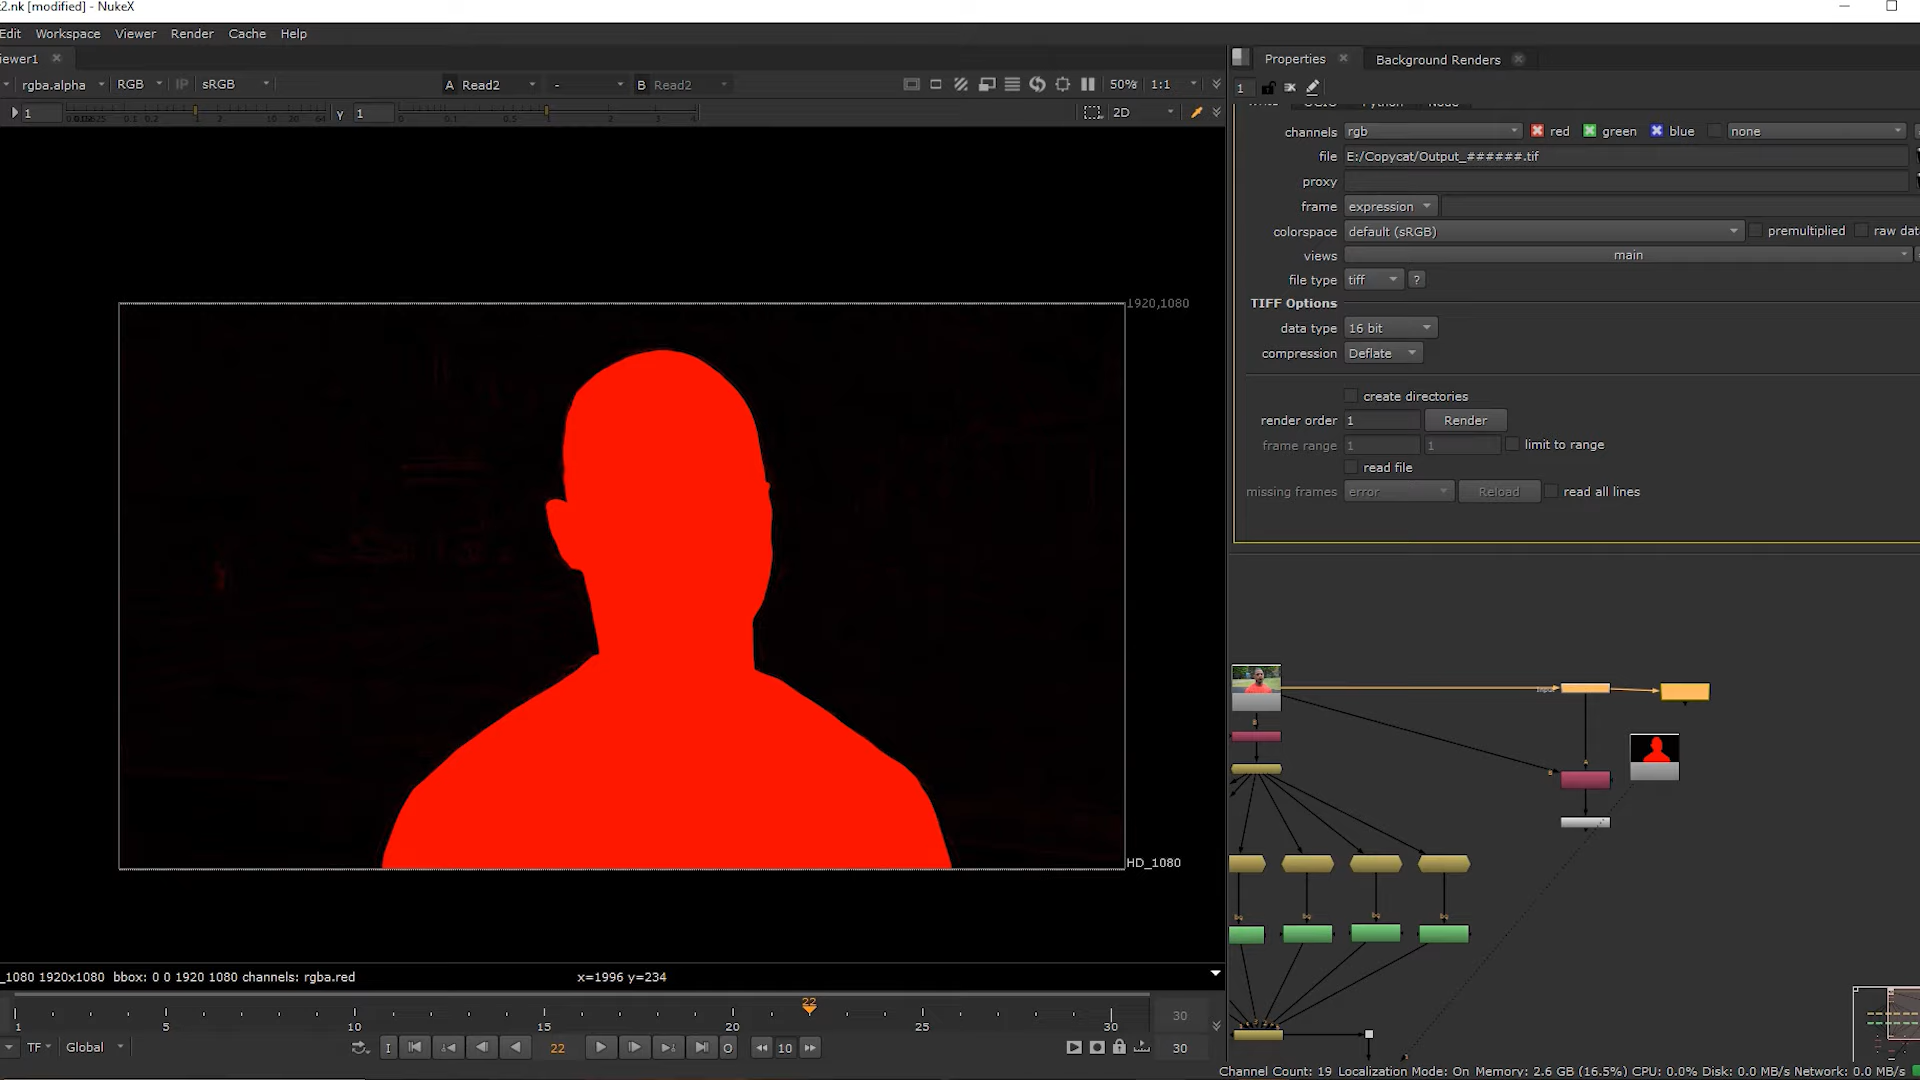 2.nk [modified] - NukeX
Edit Workspace Viewer Render Cache Help
iewer1
Properties
Background Renders
rgba.alpha RGB IP sRGB A Read2 - B Read2 50% 1:1
1
1 y 1 2D
channels rgb red green blue none
file E:/Copycat/Output_######.tif
proxy
frame expression
colorspace default (sRGB) premultiplied raw dat
views main
file type tiff ?
TIFF Options
data type 16 bit
compression Deflate
create directories
render order 1 Render
frame range 1 1 limit to range
read file
missing frames error Reload read all lines
1920,1080
HD_1080
_1080 1920x1080 bbox: 0 0 1920 1080 channels: rgba.red x=1996 y=234
22
1 5 10 15 20 25 30 30
TF Global I 22 O 10 30
Channel Count: 19 Localization Mode: On Memory: 2.6 GB (16.5%) CPU: 0.0% Disk: 0.0 MB/s Network: 0.0 MB/s